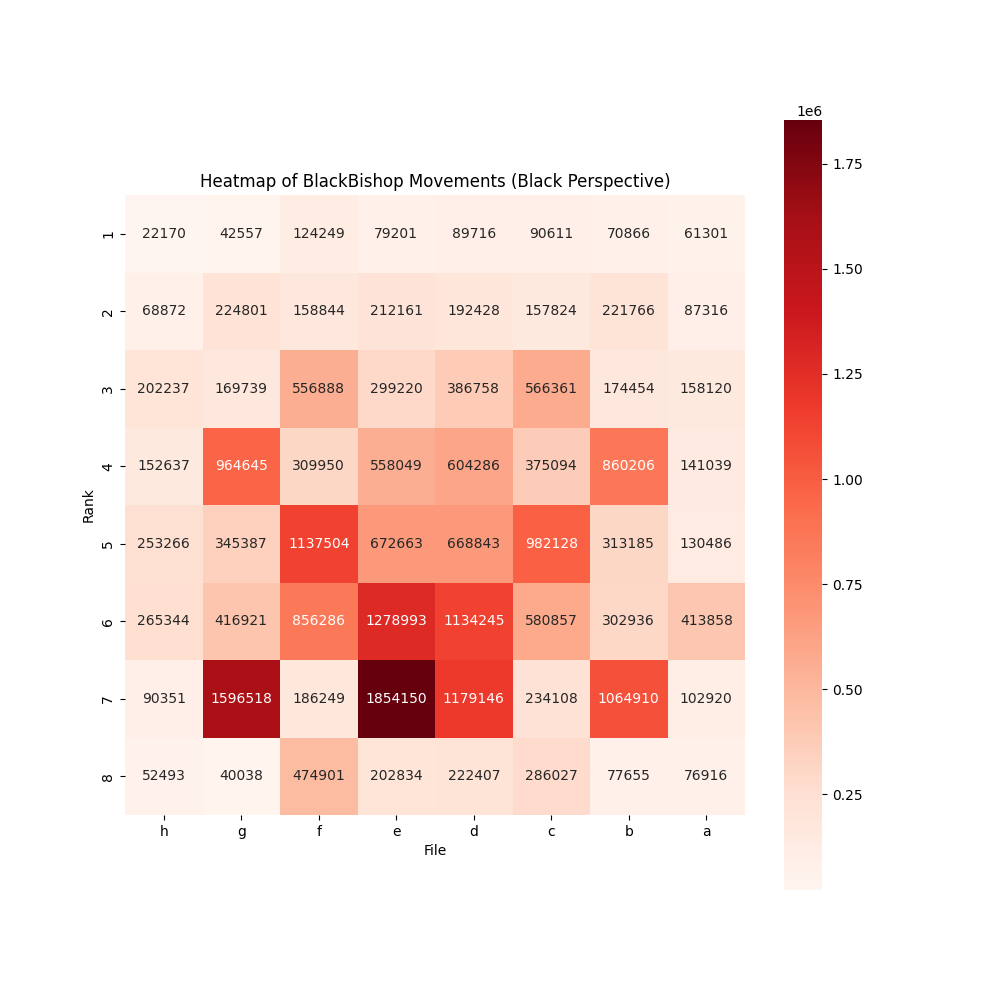 1e6
Heatmap of BlackBishop Movements (Black Perspective)
1 22170 42557 124249 79201 89716 90611 70866 61301
2 68872 224801 158844 212161 192428 157824 221766 87316
3 202237 169739 556888 299220 386758 566361 174454 158120
4 152637 964645 309950 558049 604286 375094 860206 141039
5 253266 345387 1137504 672663 668843 982128 313185 130486
6 265344 416921 856286 1278993 1134245 580857 302936 413858
7 90351 1596518 186249 1854150 1179146 234108 1064910 102920
8 52493 40038 474901 202834 222407 286027 77655 76916
h g f e d c b a
File
Rank
1.75
1.50
1.25
1.00
0.75
0.50
0.25